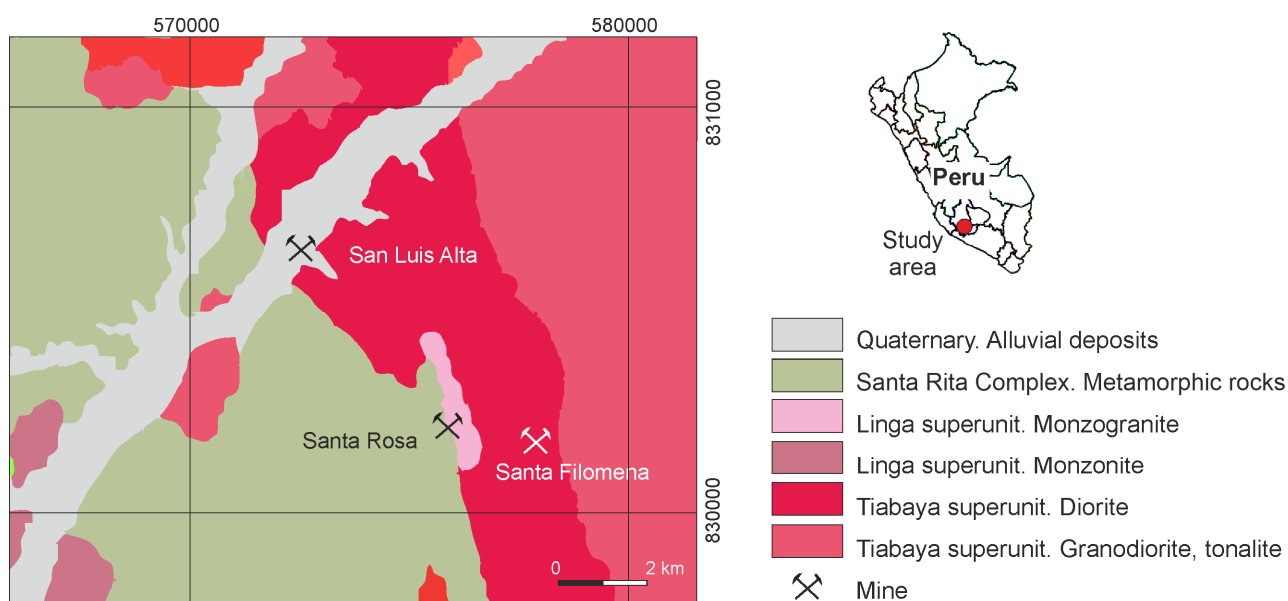 570000
580000
831000
830000
San Luis Alta
Santa Rosa
Santa Filomena
0
2 km
Peru
Study
area
Quaternary. Alluvial deposits
Santa Rita Complex. Metamorphic rocks
Linga superunit. Monzogranite
Linga superunit. Monzonite
Tiabaya superunit. Diorite
Tiabaya superunit. Granodiorite, tonalite
Mine